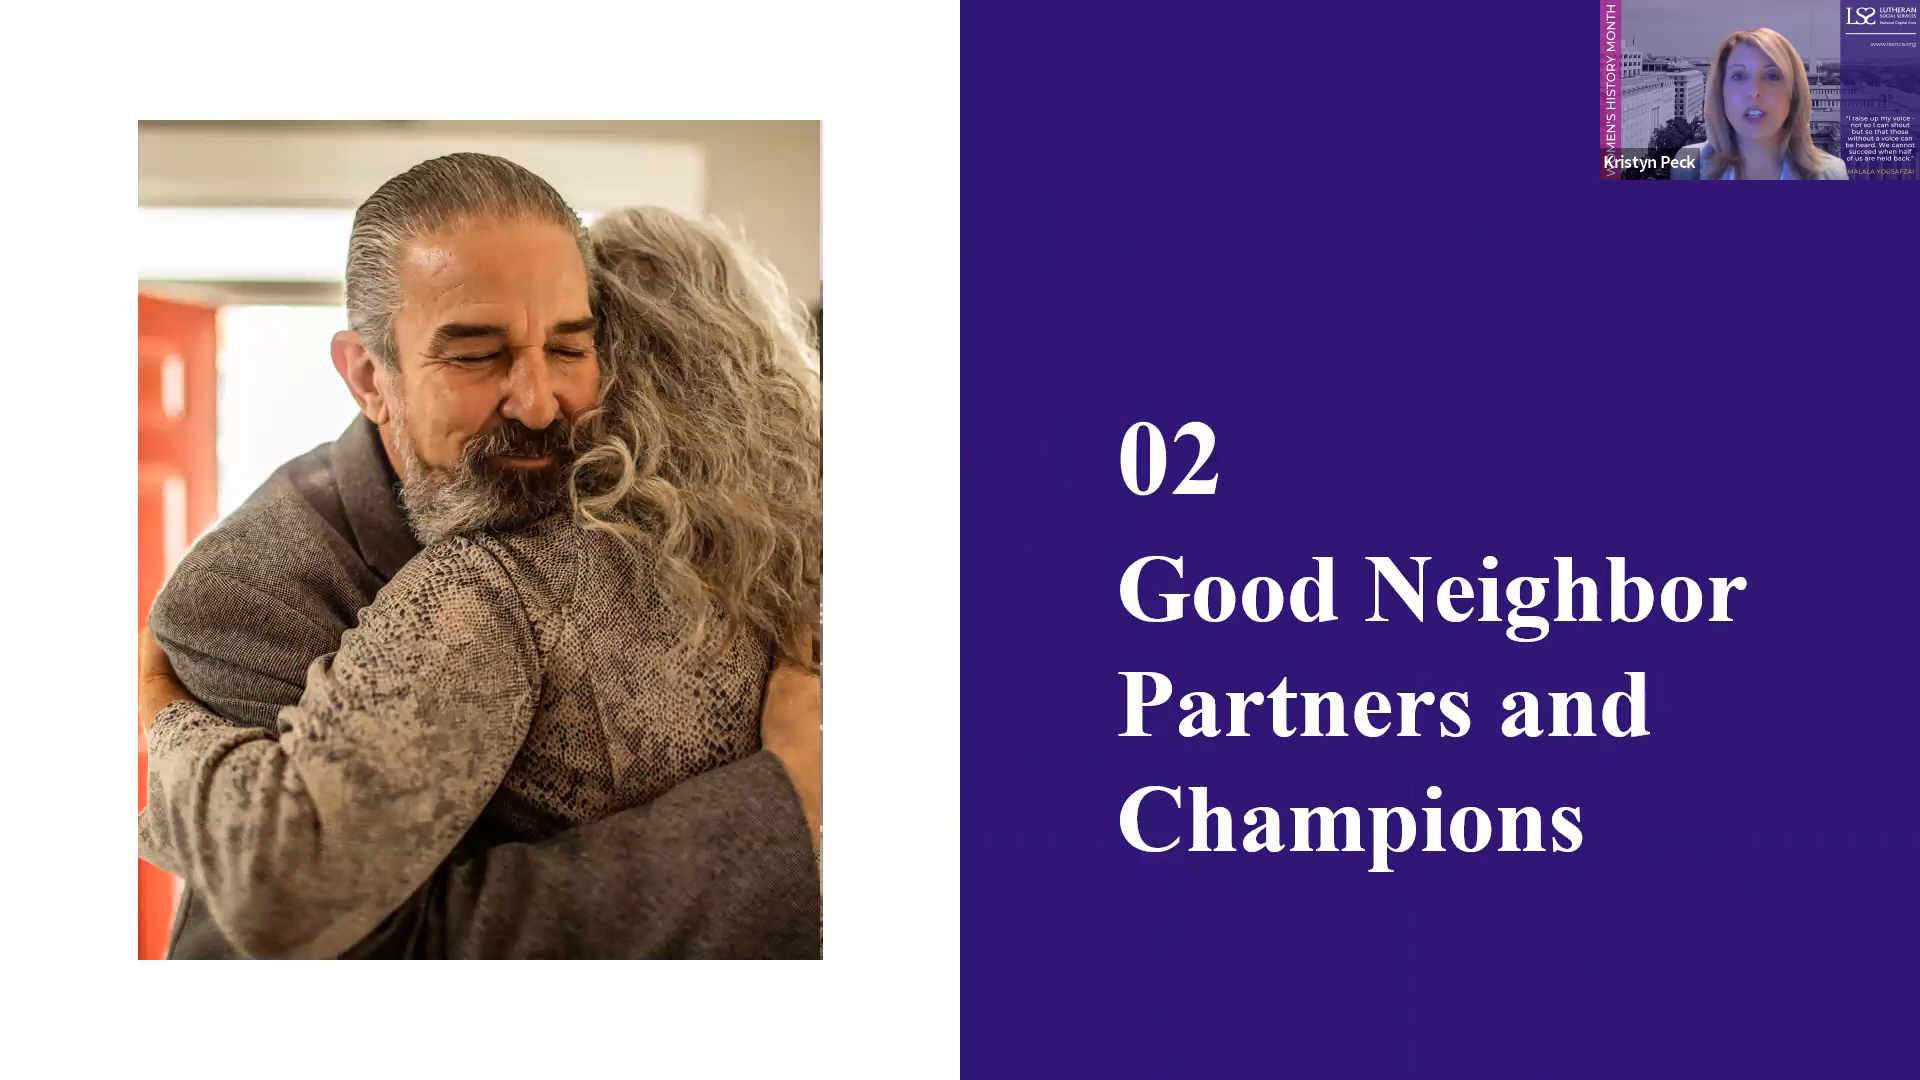 02
Good Neighbor
Partners and
Champions
WOMEN'S HISTORY MONTH
Kristyn Peck
LSS
LUTHERAN
SOCIAL SERVICES
National Capital Area
www.lssnca.org
"I raise up my voice -
not so I can shout
but so that those
without a voice can
be heard. We cannot
succeed when half
of us are held back."
MALALA YOUSAFZAI